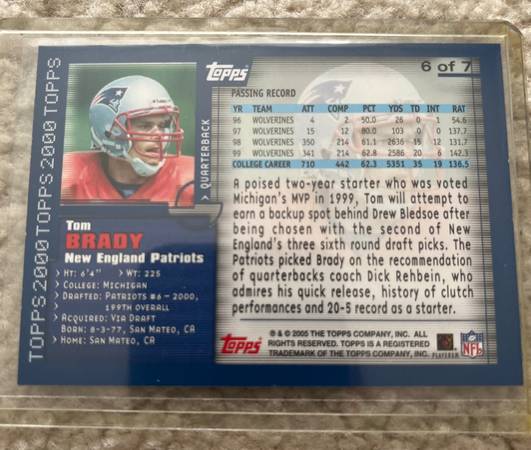 TOPPS 2000 TOPPS 2000 TOPPS
Topps
6 of 7
QUARTERBACK
PASSING RECORD
YR TEAM ATT COMP PCT YDS TD INT RAT
96 WOLVERINES 4 2 50.0 26 0 1 54.6
97 WOLVERINES 15 12 80.0 103 0 0 137.7
98 WOLVERINES 350 214 61.1 2636 15 12 131.7
99 WOLVERINES 341 214 62.8 2586 20 6 142.3
COLLEGE CAREER 710 442 62.3 5351 35 19 136.5
A poised two-year starter who was voted
Michigan's MVP in 1999, Tom will attempt to
earn a backup spot behind Drew Bledsoe after
being chosen with the second of New
England's three sixth round draft picks. The
Patriots picked Brady on the recommendation
of quarterbacks coach Dick Rehbein, who
admires his quick release, history of clutch
performances and 20-5 record as a starter.
Tom
BRADY
New England Patriots
> HT: 6'4" > WT: 225
> COLLEGE: MICHIGAN
> DRAFTED: PATRIOTS #6 - 2000,
199TH OVERALL
> ACQUIRED: VIA DRAFT
BORN: 8-3-77, SAN MATEO, CA
> HOME: SAN MATEO, CA
Topps
® & © 2005 THE TOPPS COMPANY, INC. ALL
RIGHTS RESERVED. TOPPS IS A REGISTERED
TRADEMARK OF THE TOPPS COMPANY, INC.
PLAYERS INC
NFL